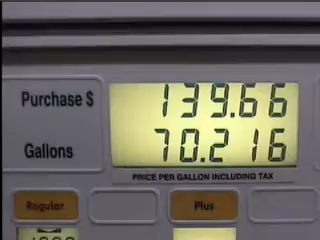 Purchase $ 139.66
Gallons 70.216
PRICE PER GALLON INCLUDING TAX
Regular Plus